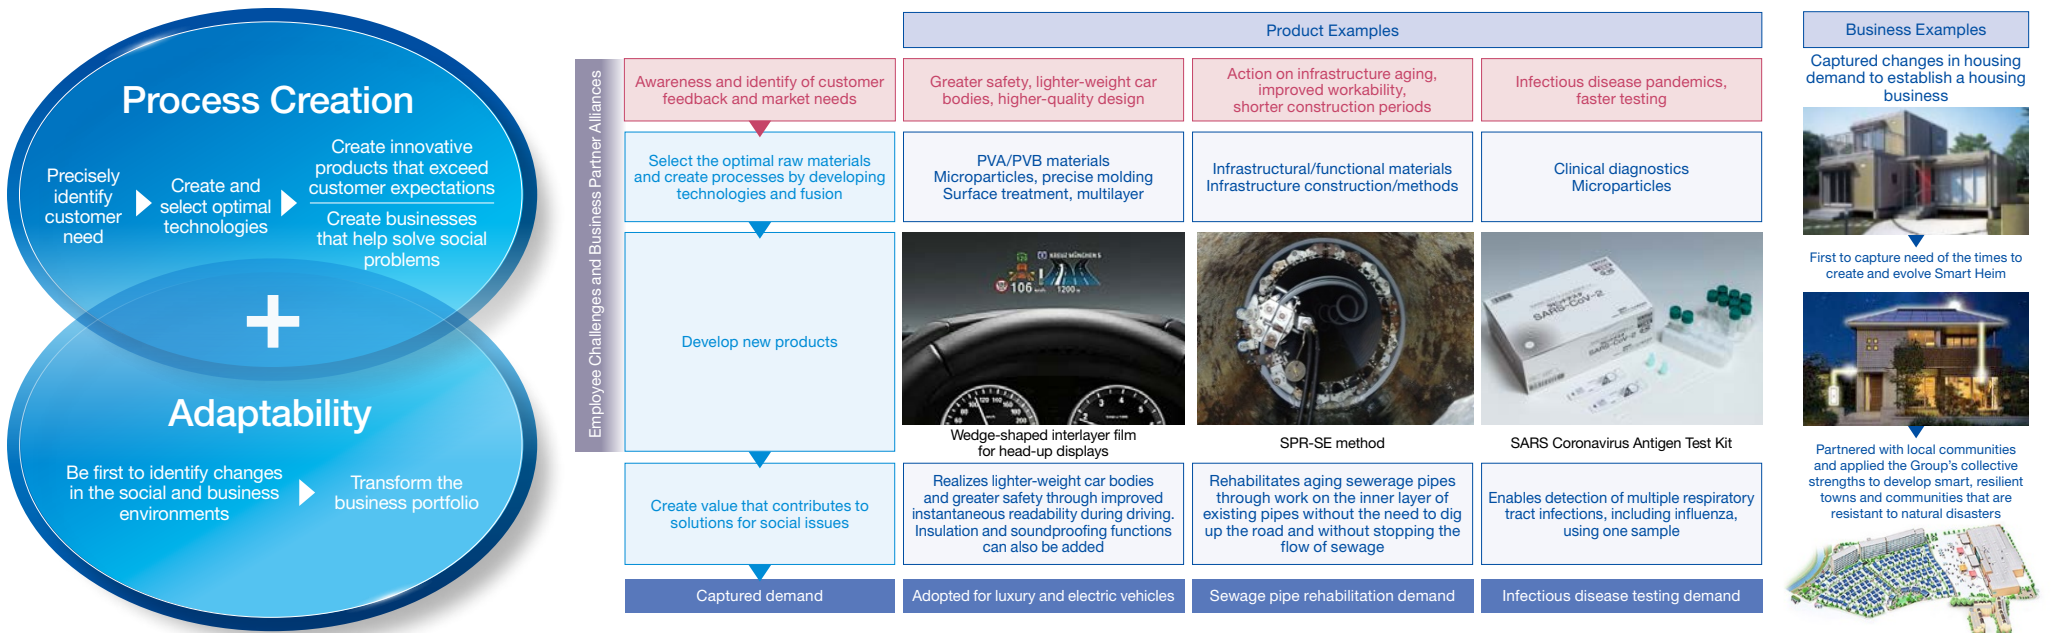 Process Creation
Precisely
identify
customer
need
Create and
select optimal
technologies
Create innovative
products that exceed
customer expectations
Create businesses
that help solve social
problems
+
Adaptability
Be first to identify changes
in the social and business
environments
Transform the
business portfolio
Employee Challenges and Business Partner Alliances
Product Examples
Awareness and identify of customer
feedback and market needs
Greater safety, lighter-weight car
bodies, higher-quality design
Action on infrastructure aging,
improved workability,
shorter construction periods
Infectious disease pandemics,
faster testing
Select the optimal raw materials
and create processes by developing
technologies and fusion
PVA/PVB materials
Microparticles, precise molding
Surface treatment, multilayer
Infrastructural/functional materials
Infrastructure construction/methods
Clinical diagnostics
Microparticles
Develop new products
KREUZ MÜNCHEN S
106 km/h
1200 m
SARS-CoV-2
SARS-CoV-2
Wedge-shaped interlayer film
for head-up displays
SPR-SE method
SARS Coronavirus Antigen Test Kit
Create value that contributes to
solutions for social issues
Realizes lighter-weight car bodies
and greater safety through improved
instantaneous readability during driving.
Insulation and soundproofing functions
can also be added
Rehabilitates aging sewerage pipes
through work on the inner layer of
existing pipes without the need to dig
up the road and without stopping the
flow of sewage
Enables detection of multiple respiratory
tract infections, including influenza,
using one sample
Captured demand
Adopted for luxury and electric vehicles
Sewage pipe rehabilitation demand
Infectious disease testing demand
Business Examples
Captured changes in housing
demand to establish a housing
business
First to capture need of the times to
create and evolve Smart Heim
Partnered with local communities
and applied the Group's collective
strengths to develop smart, resilient
towns and communities that are
resistant to natural disasters